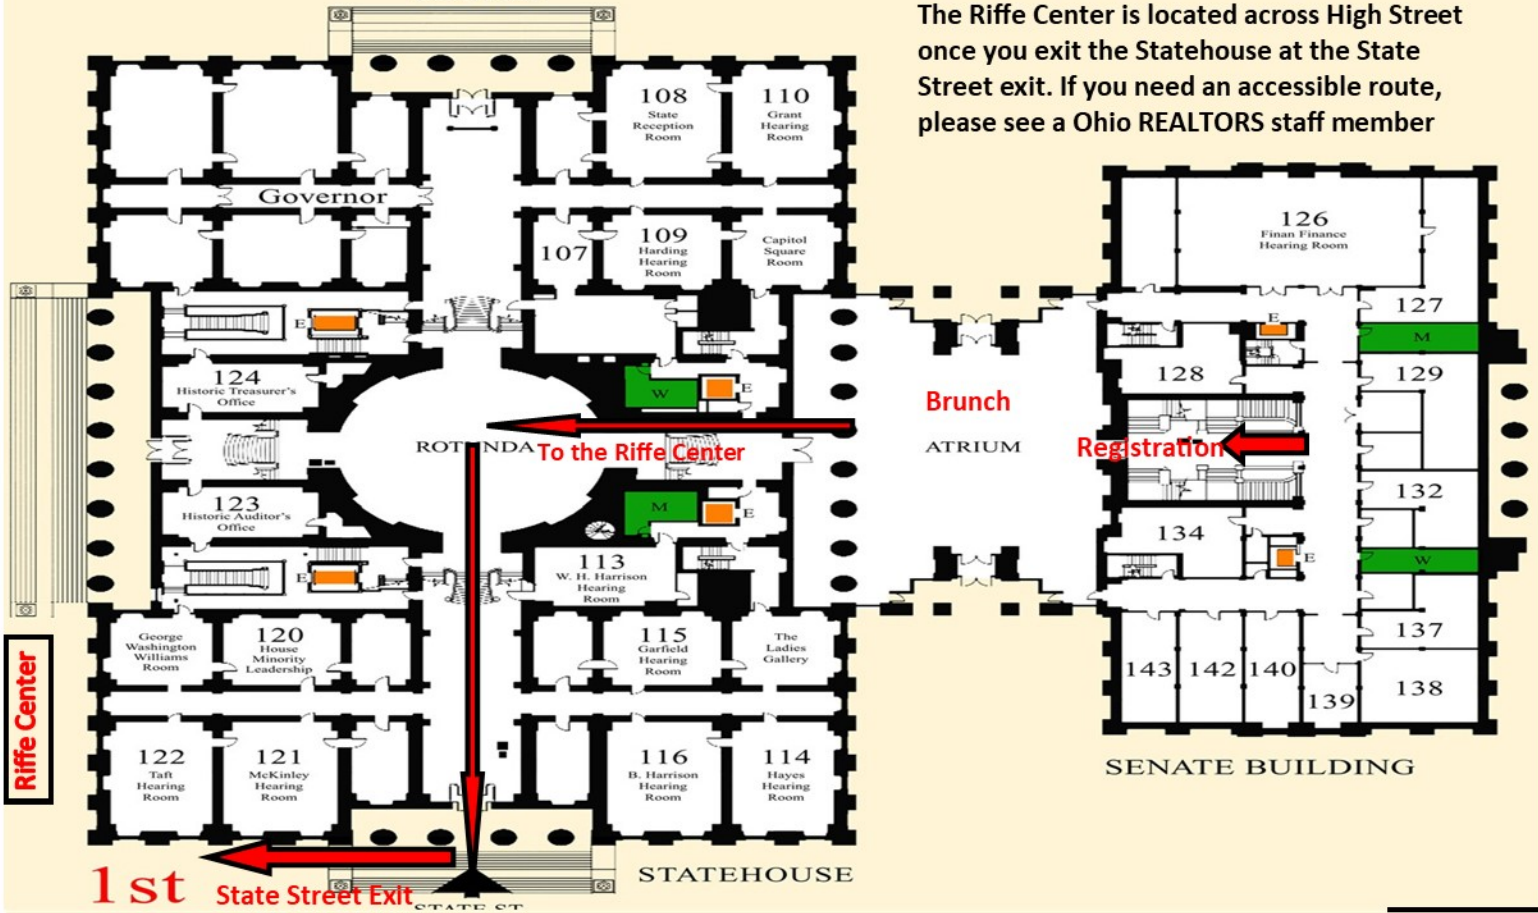 The Riffe Center is located across High Street
once you exit the Statehouse at the State
Street exit. If you need an accessible route,
please see a Ohio REALTORS staff member
108
State
Reception
Room
110
Grant
Hearing
Room
Governor
107
109
Harding
Hearing
Room
Capitol
Square
Room
126
Finan Finance
Hearing Room
127
E
E
M
124
Historic Treasurer's
Office
W
E
128
129
Brunch
ROTUNDA
To the Riffe Center
ATRIUM
Registration
123
Historic Auditor's
Office
M
E
132
134
E
113
W. H. Harrison
Hearing
Room
E
W
George
Washington
Williams
Room
120
House
Minority
Leadership
115
Garfield
Hearing
Room
The
Ladies
Gallery
137
143
142
140
139
138
Riffe Center
122
Taft
Hearing
Room
121
McKinley
Hearing
Room
116
B. Harrison
Hearing
Room
114
Hayes
Hearing
Room
SENATE BUILDING
1st
State Street Exit
STATEHOUSE
STATE ST